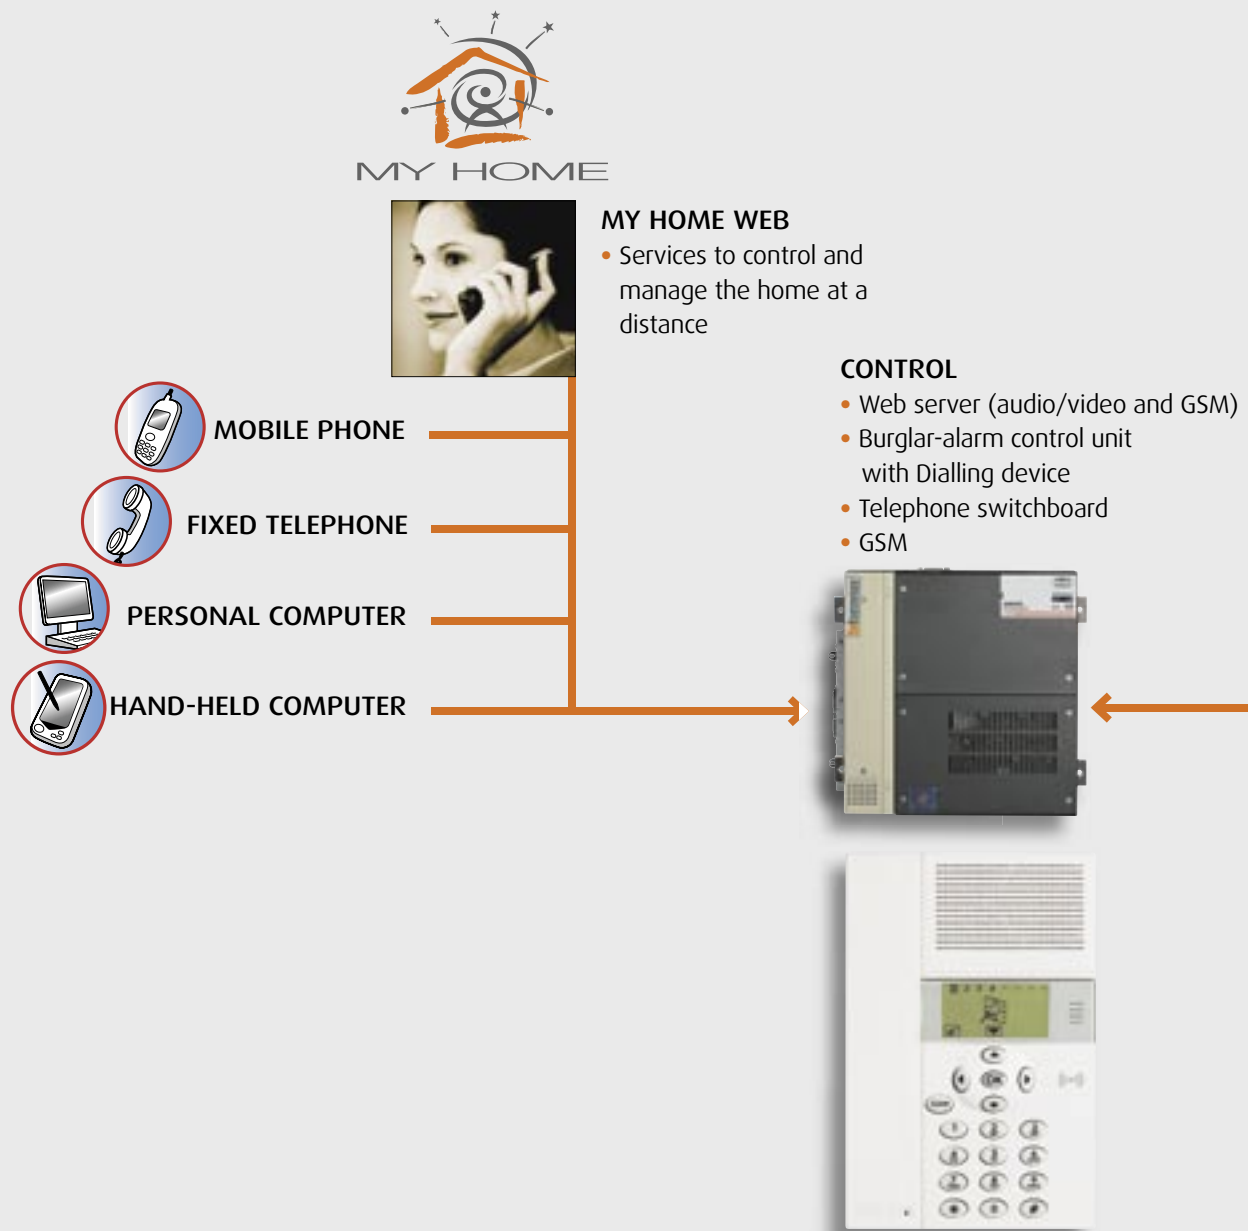 MY HOME
MY HOME WEB
• Services to control and
manage the home at a
distance
CONTROL
• Web server (audio/video and GSM)
• Burglar-alarm control unit
with Dialling device
• Telephone switchboard
• GSM
MOBILE PHONE
FIXED TELEPHONE
PERSONAL COMPUTER
HAND-HELD COMPUTER
OK